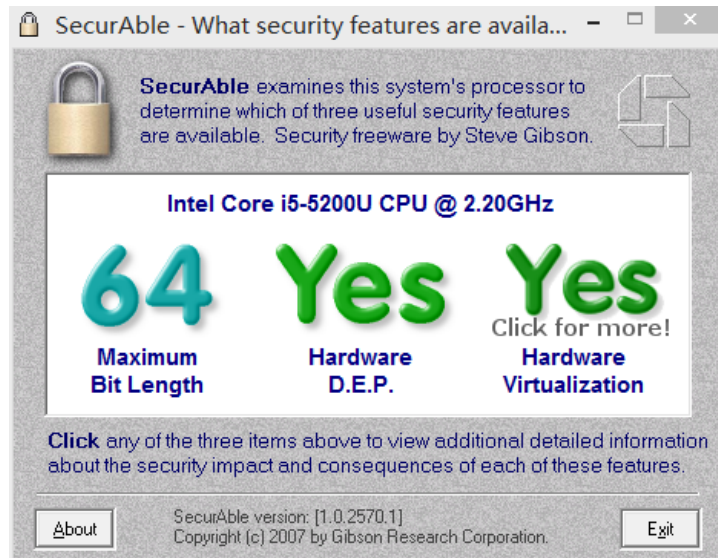 SecurAble - What security features are availa...
SecurAble examines this system's processor to
determine which of three useful security features
are available. Security freeware by Steve Gibson.
Intel Core i5-5200U CPU @ 2.20GHz
64 Yes Yes
Click for more!
Maximum Hardware Hardware
Bit Length D.E.P. Virtualization
Click any of the three items above to view additional detailed information
about the security impact and consequences of each of these features.
About
SecurAble version: [1.0.2570.1]
Copyright (c) 2007 by Gibson Research Corporation.
Exit